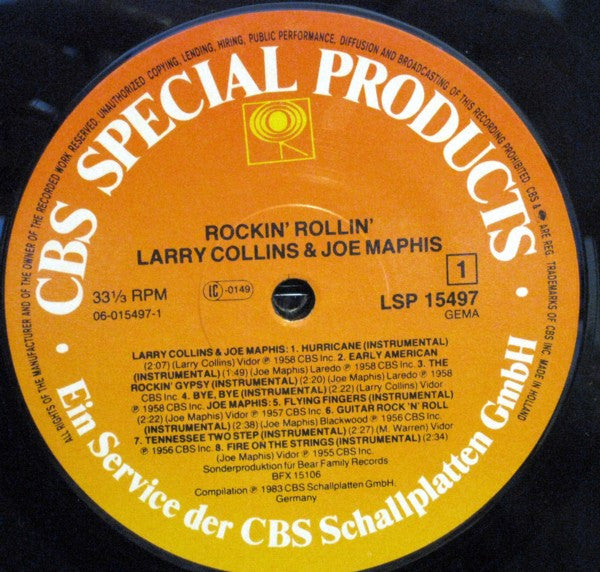 ALL RIGHTS OF THE MANUFACTURER AND OF THE OWNER OF THE RECORDED WORK RESERVED. UNAUTHORIZED COPYING, LENDING, HIRING, PUBLIC PERFORMANCE, DIFFUSION AND BROADCASTING OF THIS RECORDING PROHIBITED. CBS & ARE REG. TRADEMARKS OF CBS INC. MADE IN HOLLAND
· CBS SPECIAL PRODUCTS ·
ROCKIN' ROLLIN'
LARRY COLLINS & JOE MAPHIS
1
33⅓ RPM
IC -0149
LSP 15497
06-015497-1
GEMA
LARRY COLLINS & JOE MAPHIS: 1. HURRICANE (INSTRUMENTAL)
(2:07) (Larry Collins) Vidor ℗ 1958 CBS Inc. 2. EARLY AMERICAN
(INSTRUMENTAL) (1:49) (Joe Maphis) Laredo ℗ 1958 CBS Inc. 3. THE
ROCKIN' GYPSY (INSTRUMENTAL) (2:20) (Joe Maphis) Laredo ℗ 1958
CBS Inc. 4. BYE, BYE (INSTRUMENTAL) (2:22) (Larry Collins) Vidor
℗ 1958 CBS Inc. JOE MAPHIS: 5. FLYING FINGERS (INSTRUMENTAL)
(2:22) (Joe Maphis) Vidor ℗ 1957 CBS Inc. 6. GUITAR ROCK 'N' ROLL
(INSTRUMENTAL) (2:38) (Joe Maphis) Blackwood ℗ 1956 CBS Inc.
7. TENNESSEE TWO STEP (INSTRUMENTAL) (2:27) (M. Warren) Vidor
℗ 1956 CBS Inc. 8. FIRE ON THE STRINGS (INSTRUMENTAL) (2:34)
(Joe Maphis) Vidor ℗ 1955 CBS Inc.
Sonderproduktion für Bear Family Records
BFX 15106
Compilation ℗ 1983 CBS Schallplatten GmbH.
Germany
Ein Service der CBS Schallplatten GmbH